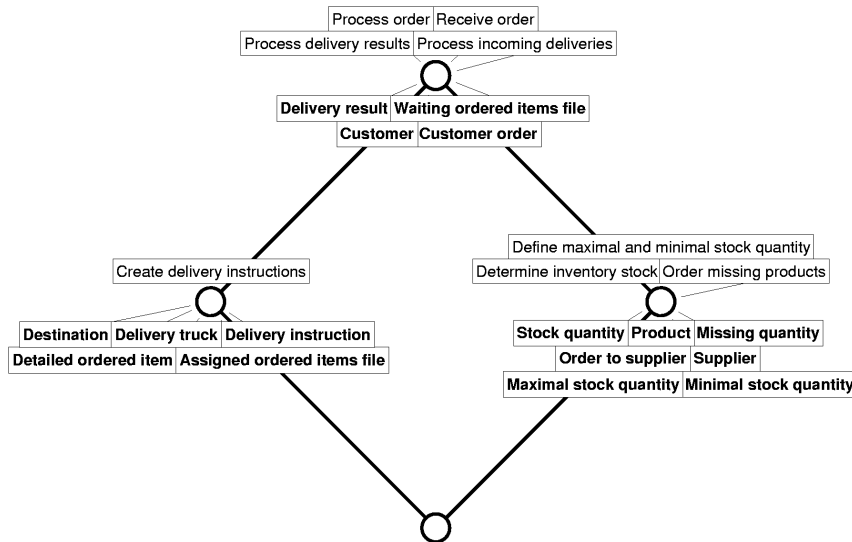 Process order Receive order
Process delivery results Process incoming deliveries
Delivery result Waiting ordered items file
Customer Customer order
Define maximal and minimal stock quantity
Create delivery instructions
Determine inventory stock Order missing products
Destination Delivery truck Delivery instruction
Detailed ordered item Assigned ordered items file
Stock quantity Product Missing quantity
Order to supplier Supplier
Maximal stock quantity Minimal stock quantity